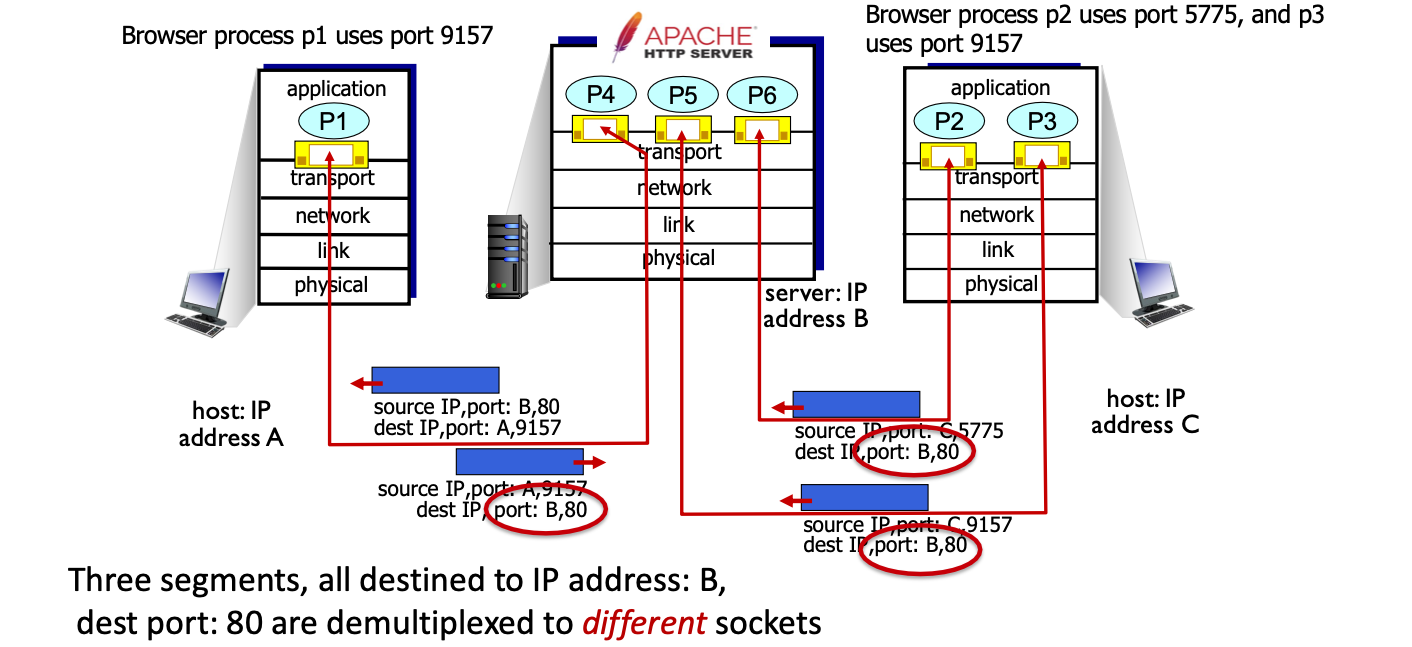 Browser process p1 uses port 9157
application
P1
transport
network
link
physical
host: IP
address A
APACHE
HTTP SERVER
P4 P5 P6
transport
network
link
physical
server: IP
address B
Browser process p2 uses port 5775, and p3
uses port 9157
application
P2 P3
transport
network
link
physical
host: IP
address C
source IP,port: B,80
dest IP,port: A,9157
source IP,port: A,9157
dest IP, port: B,80
source IP,port: C,5775
dest IP,port: B,80
source IP,port: C,9157
dest IP,port: B,80
Three segments, all destined to IP address: B,
dest port: 80 are demultiplexed to different sockets